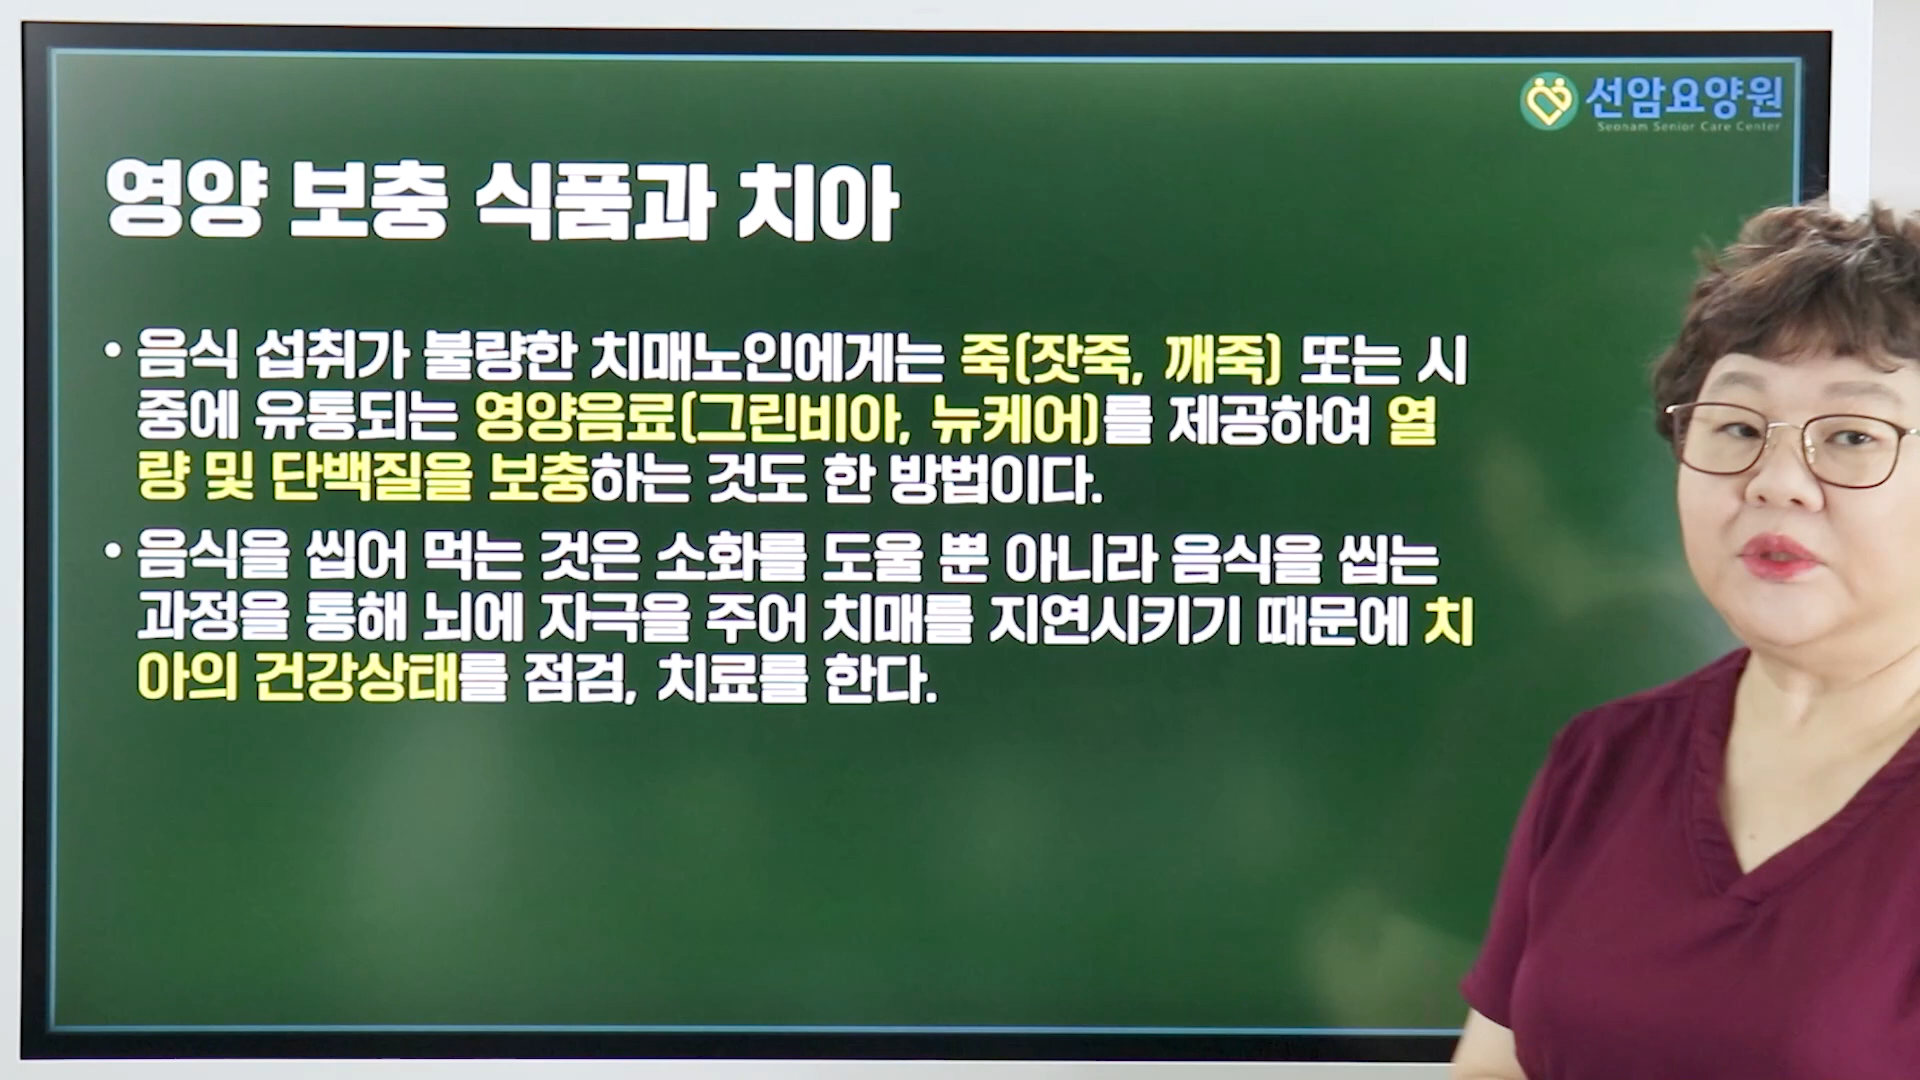 선암요양원
Seonam Senior Care Center
영양 보충 식품과 치아
• 음식 섭취가 불량한 치매노인에게는 죽(잣죽, 깨죽) 또는 시
중에 유통되는 영양음료(그린비아, 뉴케어)를 제공하여 열
량 및 단백질을 보충하는 것도 한 방법이다.
• 음식을 씹어 먹는 것은 소화를 도울 뿐 아니라 음식을 씹는
과정을 통해 뇌에 자극을 주어 치매를 지연시키기 때문에 치
아의 건강상태를 점검, 치료를 한다.